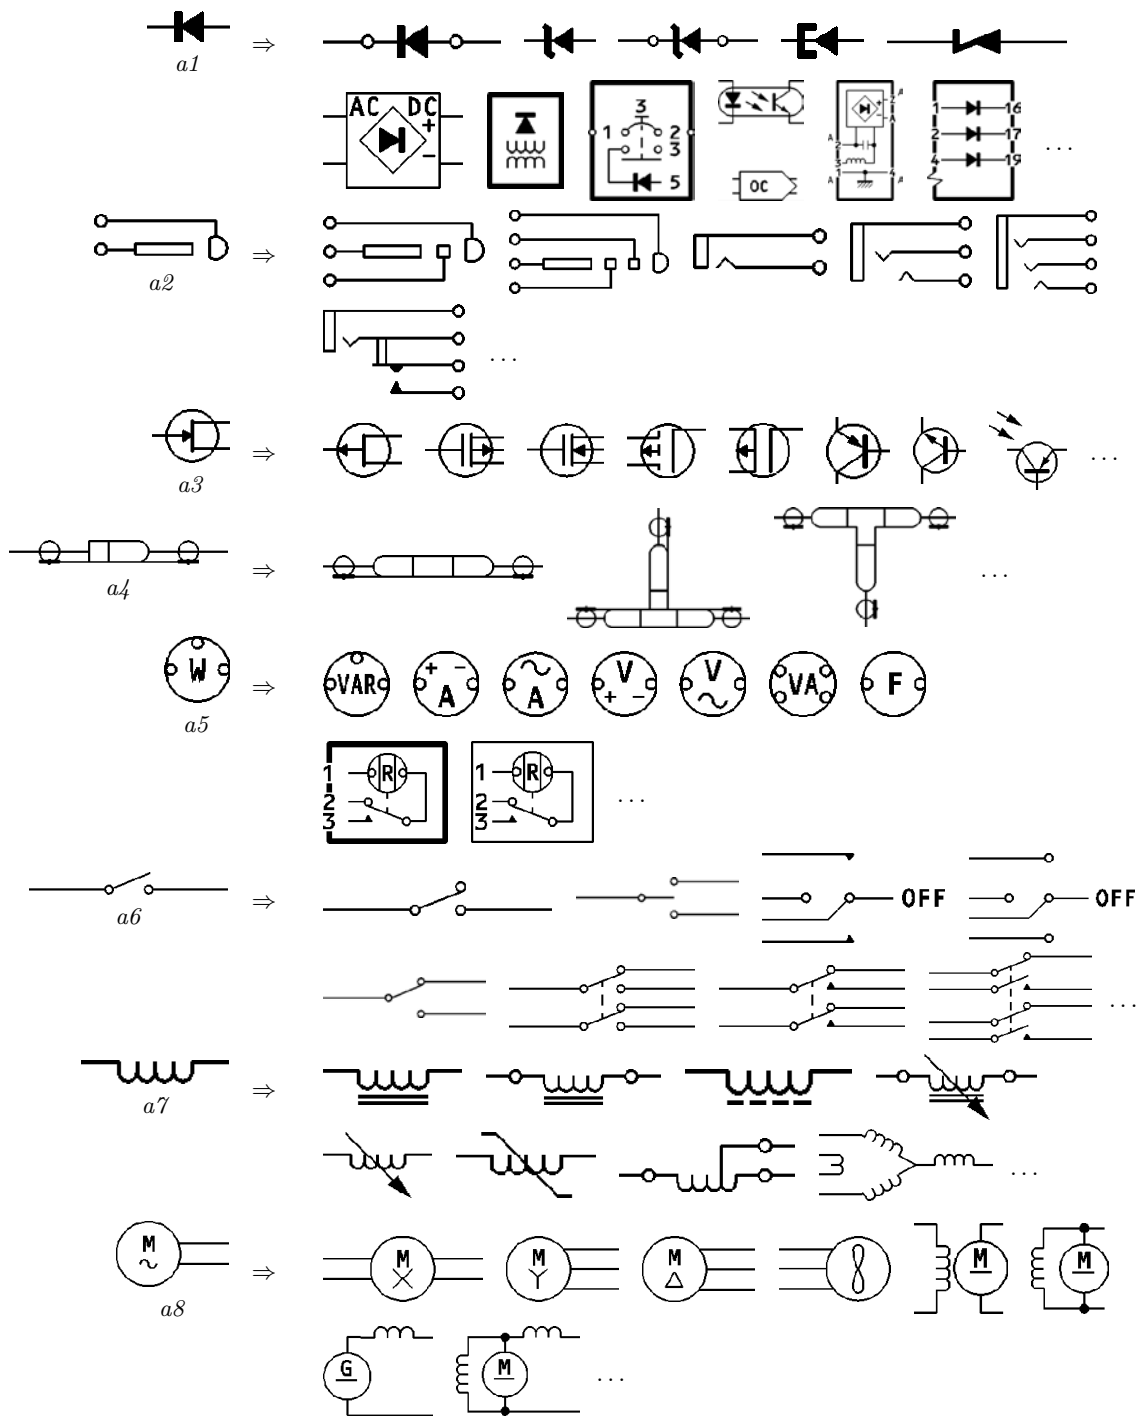 a1 ⇒
AC DC
+
−
3
1 2
3
5
OC
1 16
2 17
4 19
...
a2 ⇒
...
a3 ⇒
...
a4 ⇒
...
W
a5 ⇒
VAR
+ −
A
A
V
+ −
V
VA
F
1 R
2
3
1 R
2
3
...
a6 ⇒
OFF
OFF
...
a7 ⇒
...
M
a8 ⇒
M
M
M
M
M
G
M
...